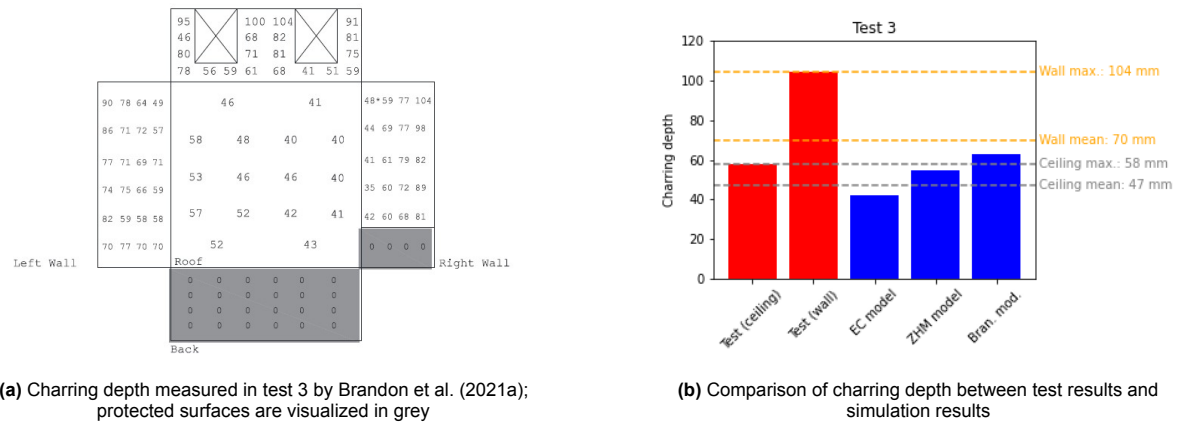 95 100 104 91
46 68 82 81
80 71 81 75
78 56 59 61 68 41 51 59
90 78 64 49
86 71 72 57
77 71 69 71
74 75 66 59
82 59 58 58
70 77 70 70
46 41
58 48 40 40
53 46 46 40
57 52 42 41
52 43
48*59 77 104
44 69 77 98
41 61 79 82
35 60 72 89
42 60 68 81
0 0 0 0
Left Wall
Roof
Right Wall
0 0 0 0 0 0
0 0 0 0 0 0
0 0 0 0 0 0
0 0 0 0 0 0
Back
(a) Charring depth measured in test 3 by Brandon et al. (2021a);
protected surfaces are visualized in grey
Test 3
Charring depth
120
100
80
60
40
20
0
Wall max.: 104 mm
Wall mean: 70 mm
Ceiling max.: 58 mm
Ceiling mean: 47 mm
Test (ceiling)
Test (wall)
EC model
ZHM model
Bran. mod.
(b) Comparison of charring depth between test results and
simulation results